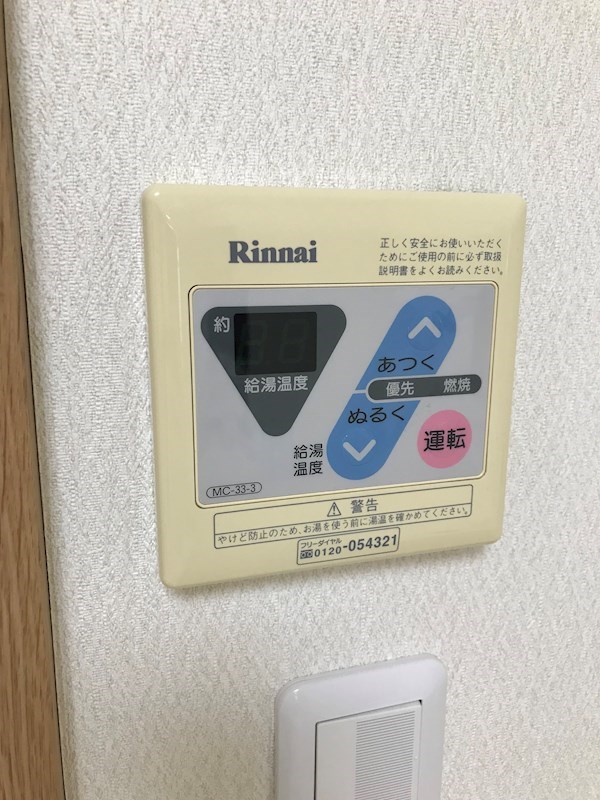 Rinnai
正しく安全にお使いいただく
ためにご使用の前に必ず取扱
説明書をよくお読みください。
約
給湯温度
あつく
優先 燃焼
ぬるく
給湯
温度
運転
MC-33-3
⚠ 警告
やけど防止のため、お湯を使う前に湯温を確かめてください。
フリーダイヤル
0120-054321